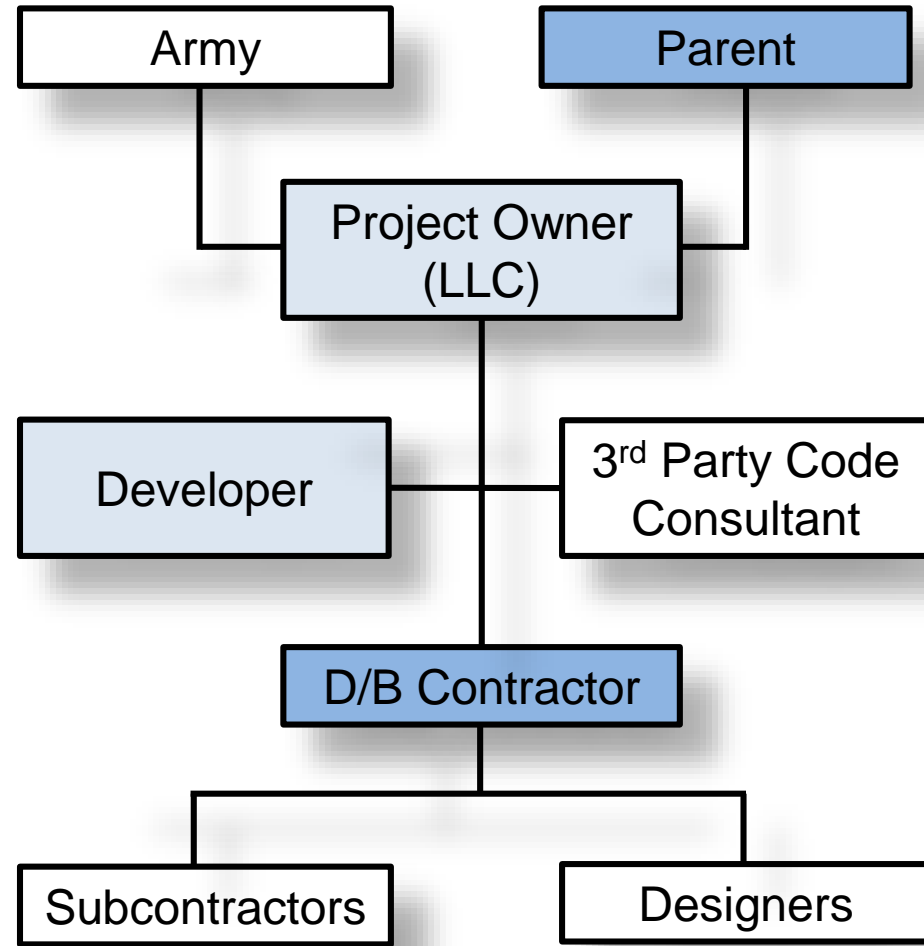 Army
Parent
Project Owner
(LLC)
Developer
3rd Party Code
Consultant
D/B Contractor
Subcontractors
Designers